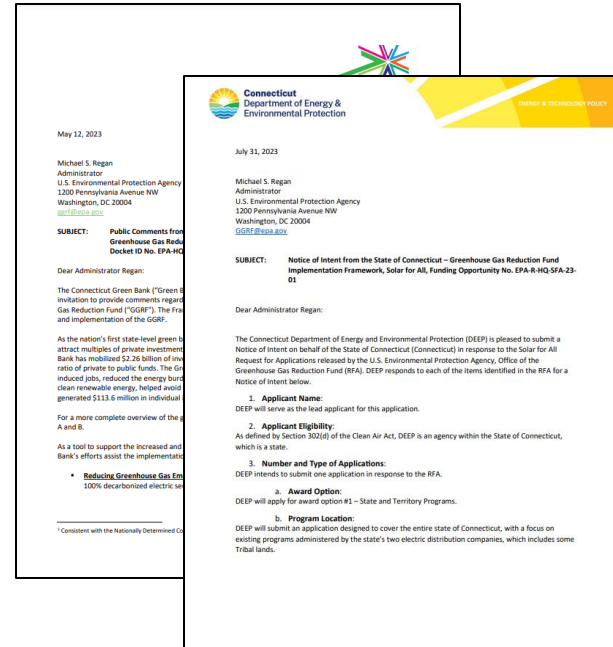 May 12, 2023
Michael S. Regan
Administrator
U.S. Environmental Protection Agency
1200 Pennsylvania Avenue NW
Washington, DC 20004
ggrf@epa.gov
SUBJECT: Public Comments from
Greenhouse Gas Redu
Docket ID No. EPA-HQ
Dear Administrator Regan:
The Connecticut Green Bank ("Green B
invitation to provide comments regard
Gas Reduction Fund ("GGRF"). The Fra
and implementation of the GGRF.
As the nation's first state-level green b
attract multiples of private investment
Bank has mobilized $2.26 billion of inve
ratio of private to public funds. The Gr
induced jobs, reduced the energy burd
clean renewable energy, helped avoid
generated $113.6 million in individual i
For a more complete overview of the g
A and B.
As a tool to support the increased and
Bank's efforts assist the implementatio
▪ Reducing Greenhouse Gas Em
100% decarbonized electric se
¹ Consistent with the Nationally Determined Co
Connecticut
Department of Energy &
Environmental Protection
ENERGY & TECHNOLOGY POLICY
July 31, 2023
Michael S. Regan
Administrator
U.S. Environmental Protection Agency
1200 Pennsylvania Avenue NW
Washington, DC 20004
GGRF@epa.gov
SUBJECT: Notice of Intent from the State of Connecticut – Greenhouse Gas Reduction Fund
Implementation Framework, Solar for All, Funding Opportunity No. EPA-R-HQ-SFA-23-
01
Dear Administrator Regan:
The Connecticut Department of Energy and Environmental Protection (DEEP) is pleased to submit a
Notice of Intent on behalf of the State of Connecticut (Connecticut) in response to the Solar for All
Request for Applications released by the U.S. Environmental Protection Agency, Office of the
Greenhouse Gas Reduction Fund (RFA). DEEP responds to each of the items identified in the RFA for a
Notice of Intent below.
1. Applicant Name:
DEEP will serve as the lead applicant for this application.
2. Applicant Eligibility:
As defined by Section 302(d) of the Clean Air Act, DEEP is an agency within the State of Connecticut,
which is a state.
3. Number and Type of Applications:
DEEP intends to submit one application in response to the RFA.
a. Award Option:
DEEP will apply for award option #1 – State and Territory Programs.
b. Program Location:
DEEP will submit an application designed to cover the entire state of Connecticut, with a focus on
existing programs administered by the state's two electric distribution companies, which includes some
Tribal lands.